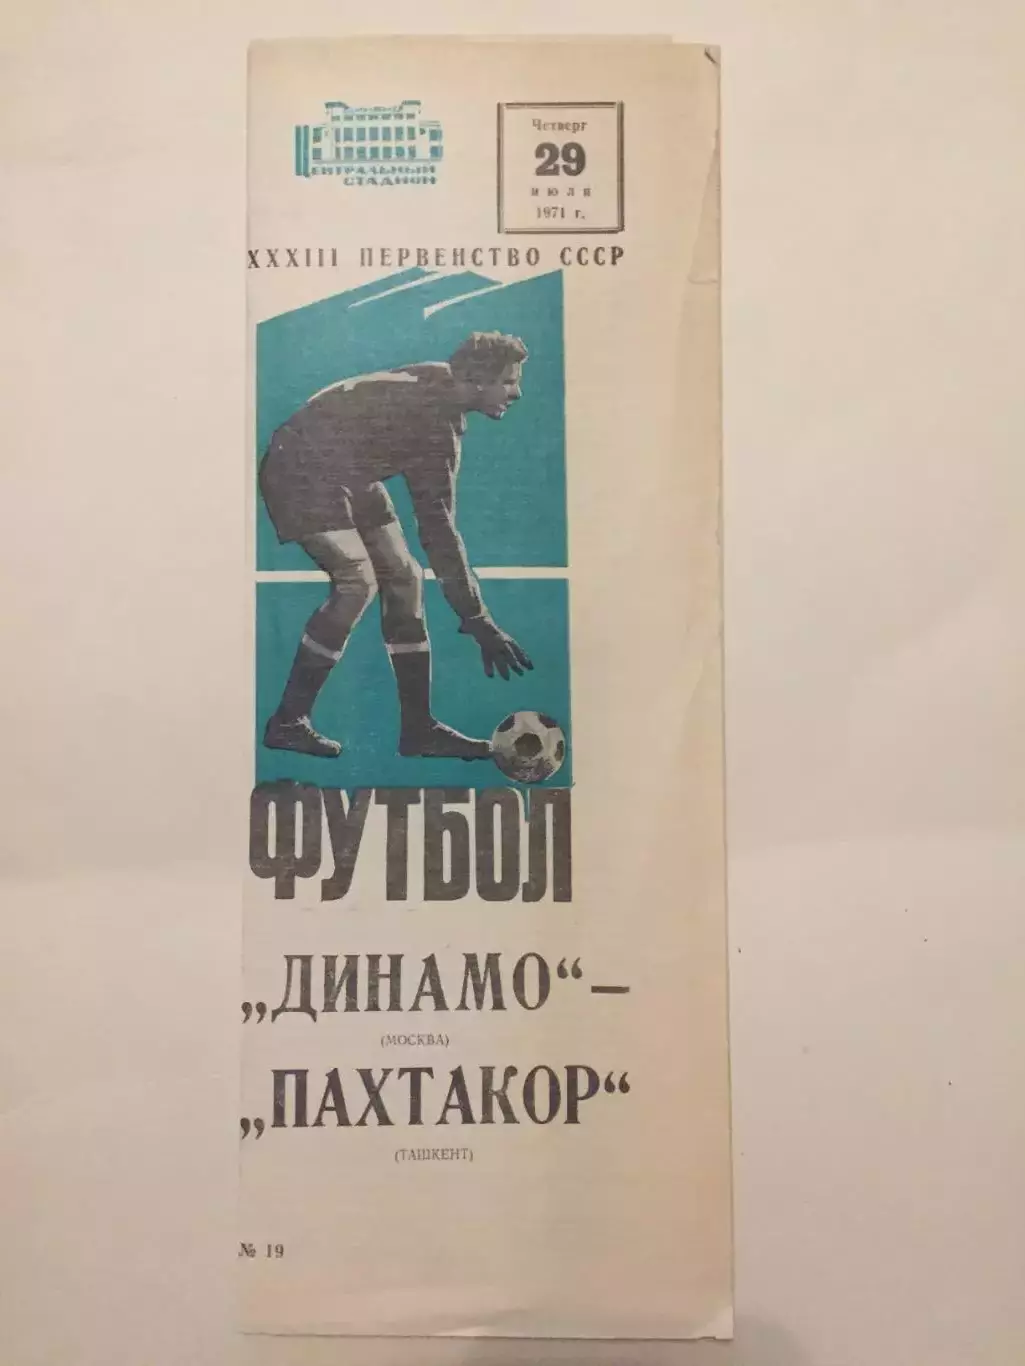 ЦЕНТРАЛЬНЫЙ
СТАДИОН
Четверг
29
июля
1971 г.
XXXIII ПЕРВЕНСТВО СССР
ФУТБОЛ
„ДИНАМО“ –
(МОСКВА)
„ПАХТАКОР“
(ТАШКЕНТ)
№ 19